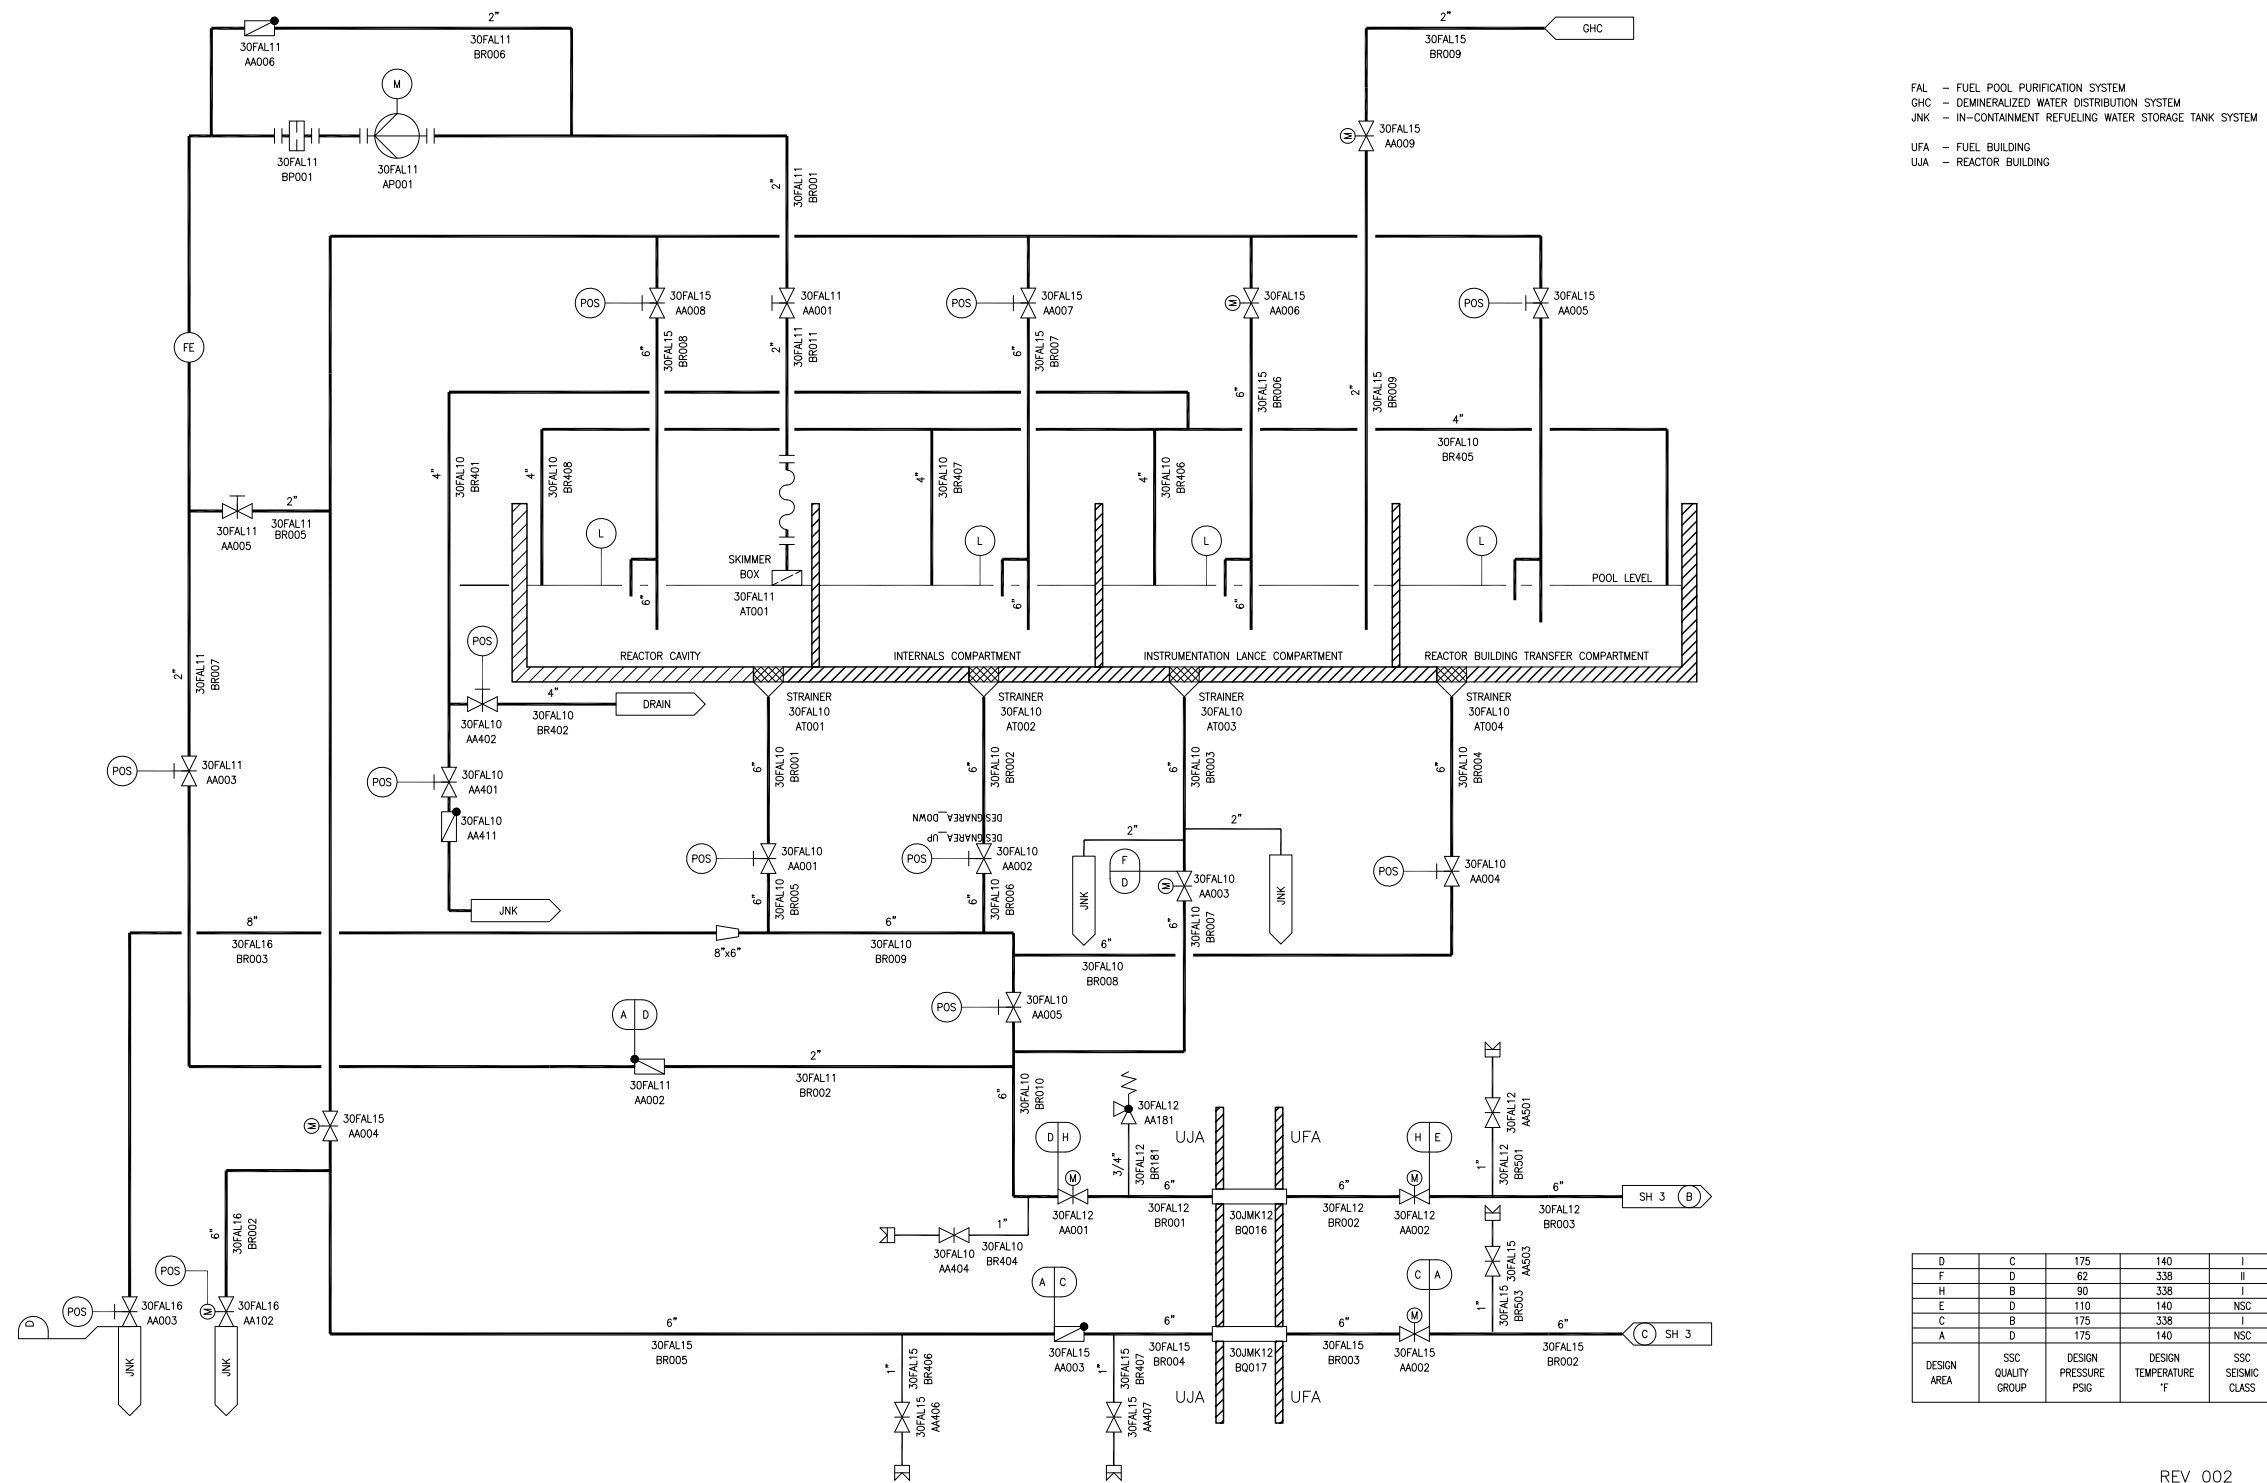 2"
30FAL11
AA006
2"
30FAL11
BR006
2"
30FAL15
BR009
GHC
FAL – FUEL POOL PURIFICATION SYSTEM
GHC – DEMINERALIZED WATER DISTRIBUTION SYSTEM
JNK – IN–CONTAINMENT REFUELING WATER STORAGE TANK SYSTEM
UFA – FUEL BUILDING
UJA – REACTOR BUILDING
M
30FAL11
BP001
30FAL11
AP001
2"
30FAL11
BR001
M
30FAL15
AA009
POS
30FAL15
AA008
30FAL11
AA001
POS
30FAL15
AA007
M
30FAL15
AA006
POS
30FAL15
AA005
FE
6"
30FAL15
BR008
2"
30FAL11
BR011
6"
30FAL15
BR007
6"
30FAL15
BR006
2"
30FAL15
BR009
4"
30FAL10
BR405
4"
30FAL10
BR401
4"
30FAL10
BR408
4"
30FAL10
BR407
4"
30FAL10
BR406
2"
30FAL11
AA005
30FAL11
BR005
L
L
L
L
SKIMMER
BOX
30FAL11
AT001
6"
6"
6"
POOL LEVEL
REACTOR CAVITY
INTERNALS COMPARTMENT
INSTRUMENTATION LANCE COMPARTMENT
REACTOR BUILDING TRANSFER COMPARTMENT
2"
30FAL11
BR007
POS
4"
30FAL10
AA402
30FAL10
BR402
DRAIN
STRAINER
30FAL10
AT001
STRAINER
30FAL10
AT002
STRAINER
30FAL10
AT003
STRAINER
30FAL10
AT004
POS
30FAL11
AA003
POS
30FAL10
AA401
30FAL10
AA411
6"
30FAL10
BR001
6"
30FAL10
BR002
6"
30FAL10
BR003
6"
30FAL10
BR004
DESIGNAREA_DOWN
DESIGNAREA_UP
2"
2"
POS
30FAL10
AA001
POS
30FAL10
AA002
F
D
M
30FAL10
AA003
POS
30FAL10
AA004
JNK
JNK
JNK
6"
30FAL10
BR005
6"
30FAL10
BR006
6"
30FAL10
BR007
8"
30FAL16
BR003
8"x6"
6"
30FAL10
BR009
6"
30FAL10
BR008
POS
30FAL10
AA005
A D
30FAL11
AA002
2"
30FAL11
BR002
6"
30FAL10
BR010
M
30FAL15
AA004
30FAL12
AA181
3/4"
30FAL12
BR181
D H
M
30FAL12
AA001
UJA
UFA
H E
M
30FAL12
AA002
30FAL12
AA501
1"
30FAL12
BR501
6"
30FAL12
BR001
30JMK12
BQ016
6"
30FAL12
BR002
6"
30FAL12
BR003
SH 3 B
6"
30FAL16
BR002
1"
30FAL10
AA404
30FAL10
BR404
POS
D
POS
30FAL16
AA003
M
30FAL16
AA102
JNK
JNK
6"
30FAL15
BR005
A C
30FAL15
AA003
6"
30FAL15
BR004
30JMK12
BQ017
6"
30FAL15
BR003
C A
M
30FAL15
AA002
30FAL15
AA503
1"
30FAL15
BR503
6"
30FAL15
BR002
C SH 3
1"
30FAL15
BR406
30FAL15
AA406
1"
30FAL15
BR407
30FAL15
AA407
UJA
UFA
D C 175 140 I
F D 62 338 II
H B 90 338 I
E D 110 140 NSC
C B 175 338 I
A D 175 140 NSC
DESIGN
AREA
SSC
QUALITY
GROUP
DESIGN
PRESSURE
PSIG
DESIGN
TEMPERATURE
°F
SSC
SEISMIC
CLASS
REV 002